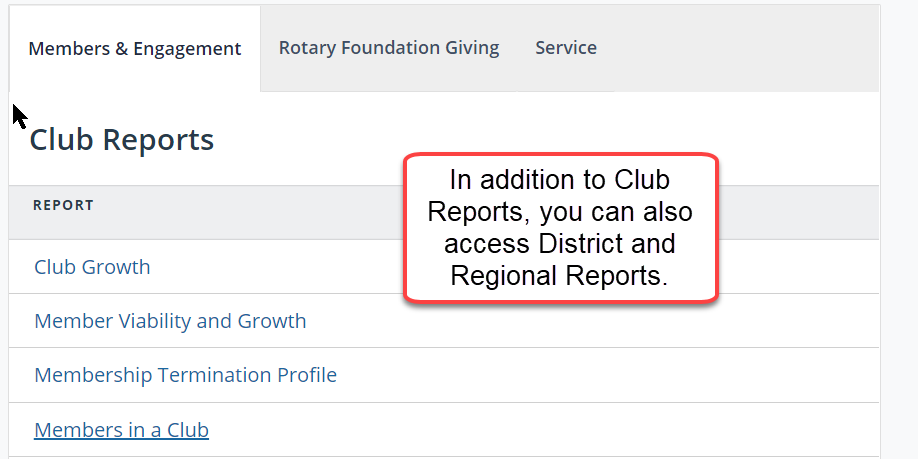 Members & Engagement
Rotary Foundation Giving
Service
Club Reports
In addition to Club
Reports, you can also
access District and
Regional Reports.
REPORT
Club Growth
Member Viability and Growth
Membership Termination Profile
Members in a Club